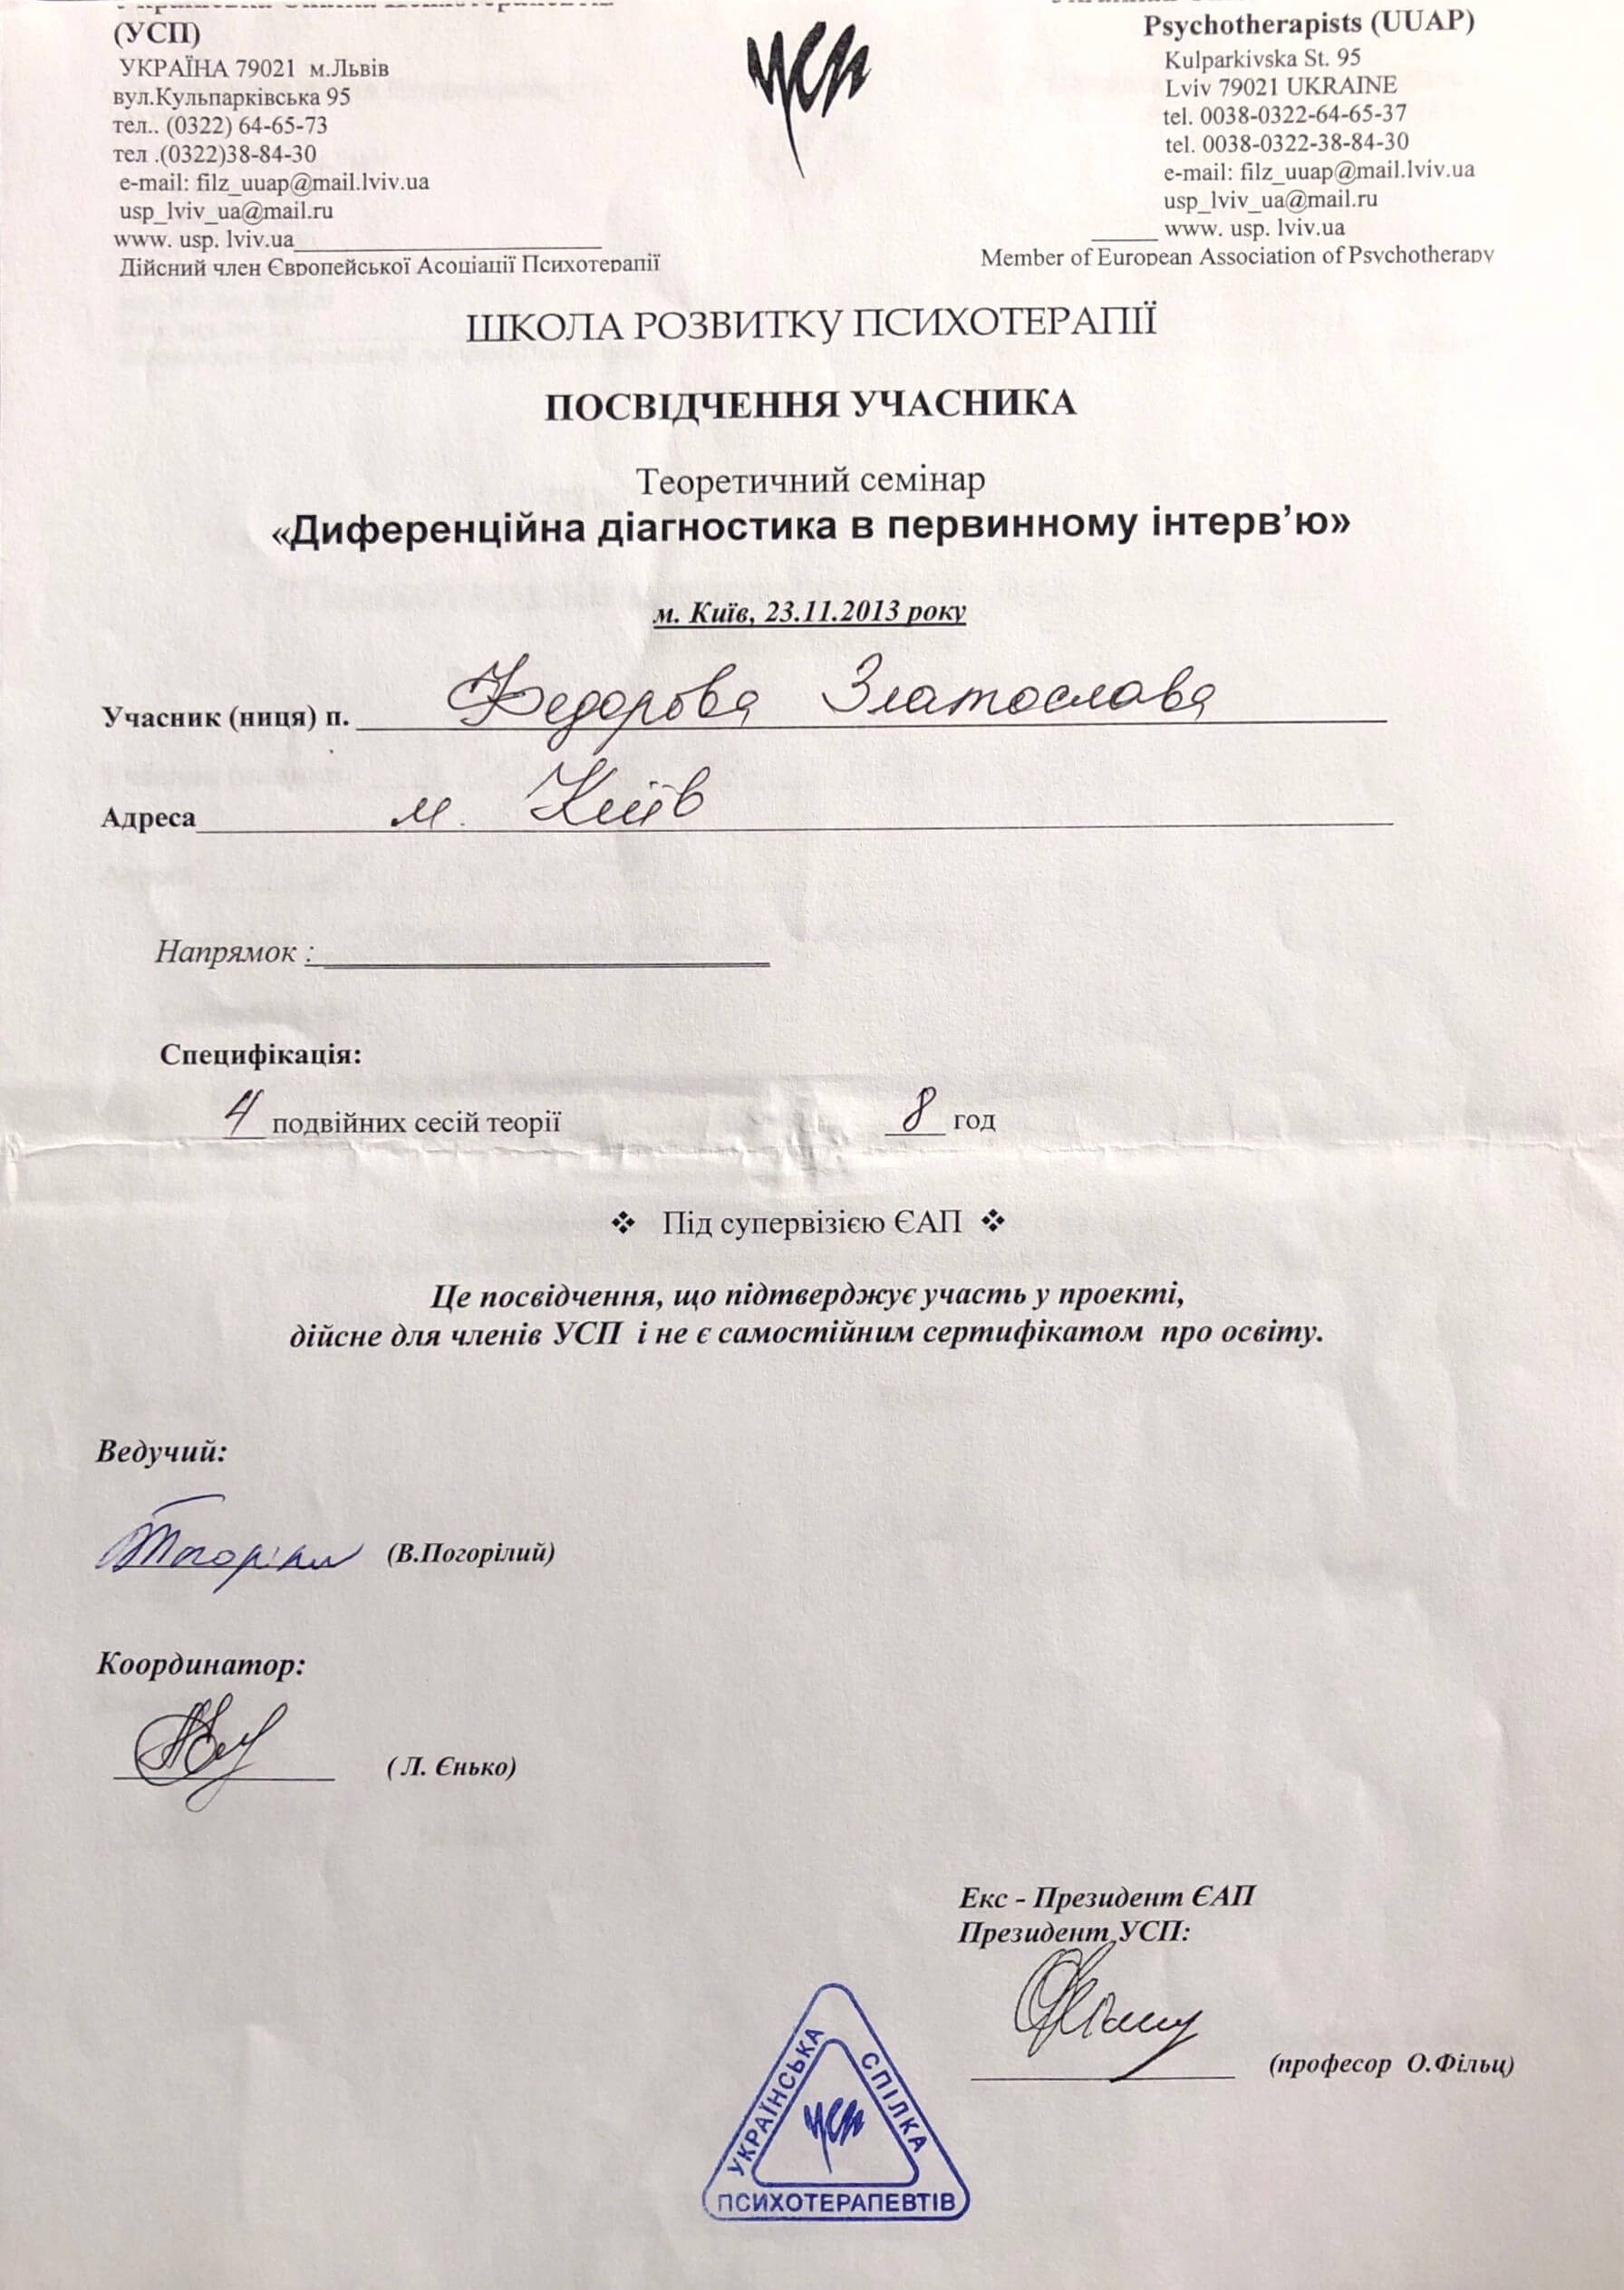 (УСП)
УКРАЇНА 79021 м.Львів
вул.Кульпарківська 95
тел.. (0322) 64-65-73
тел .(0322)38-84-30
e-mail: filz_uuap@mail.lviv.ua
usp_lviv_ua@mail.ru
www. usp. lviv.ua
Дійсний член Європейської Асоціації Психотерапії
усп
Psychotherapists (UUAP)
Kulparkivska St. 95
Lviv 79021 UKRAINE
tel. 0038-0322-64-65-37
tel. 0038-0322-38-84-30
e-mail: filz_uuap@mail.lviv.ua
usp_lviv_ua@mail.ru
www. usp. lviv.ua
Member of European Association of Psychotherapy
ШКОЛА РОЗВИТКУ ПСИХОТЕРАПІЇ
ПОСВІДЧЕННЯ УЧАСНИКА
Теоретичний семінар
«Диференційна діагностика в первинному інтерв’ю»
м. Київ, 23.11.2013 року
Учасник (ниця) п. Федорова Златослава
Адреса м. Київ
Напрямок :
Специфікація:
4 подвійних сесій теорії 8 год
❖ Під супервізією ЄАП ❖
Це посвідчення, що підтверджує участь у проекті,
дійсне для членів УСП і не є самостійним сертифікатом про освіту.
Ведучий:
(В.Погорілий)
Координатор:
( Л. Єнько)
Екс - Президент ЄАП
Президент УСП:
(професор О.Фільц)
УКРАЇНСЬКА СПІЛКА
усп
ПСИХОТЕРАПЕВТІВ